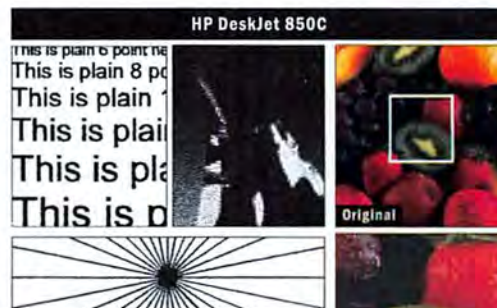 HP DeskJet 850C
This is plain 6 point he
This is plain 8 po
This is plain 1
This is plai
This is pla
This is p
Original